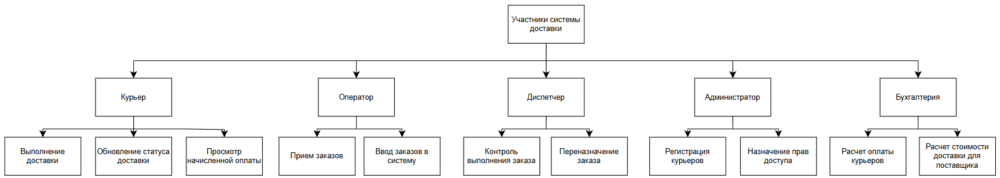 Участники системы
доставки
Курьер
Оператор
Диспетчер
Администратор
Бухгалтерия
Выполнение
доставки
Обновление статуса
доставки
Просмотр
начисленной оплаты
Прием заказов
Ввод заказов в
систему
Контроль
выполнения заказа
Переназначение
заказа
Регистрация
курьеров
Назначение прав
доступа
Расчет оплаты
курьеров
Расчет стоимости
доставки для
поставщика